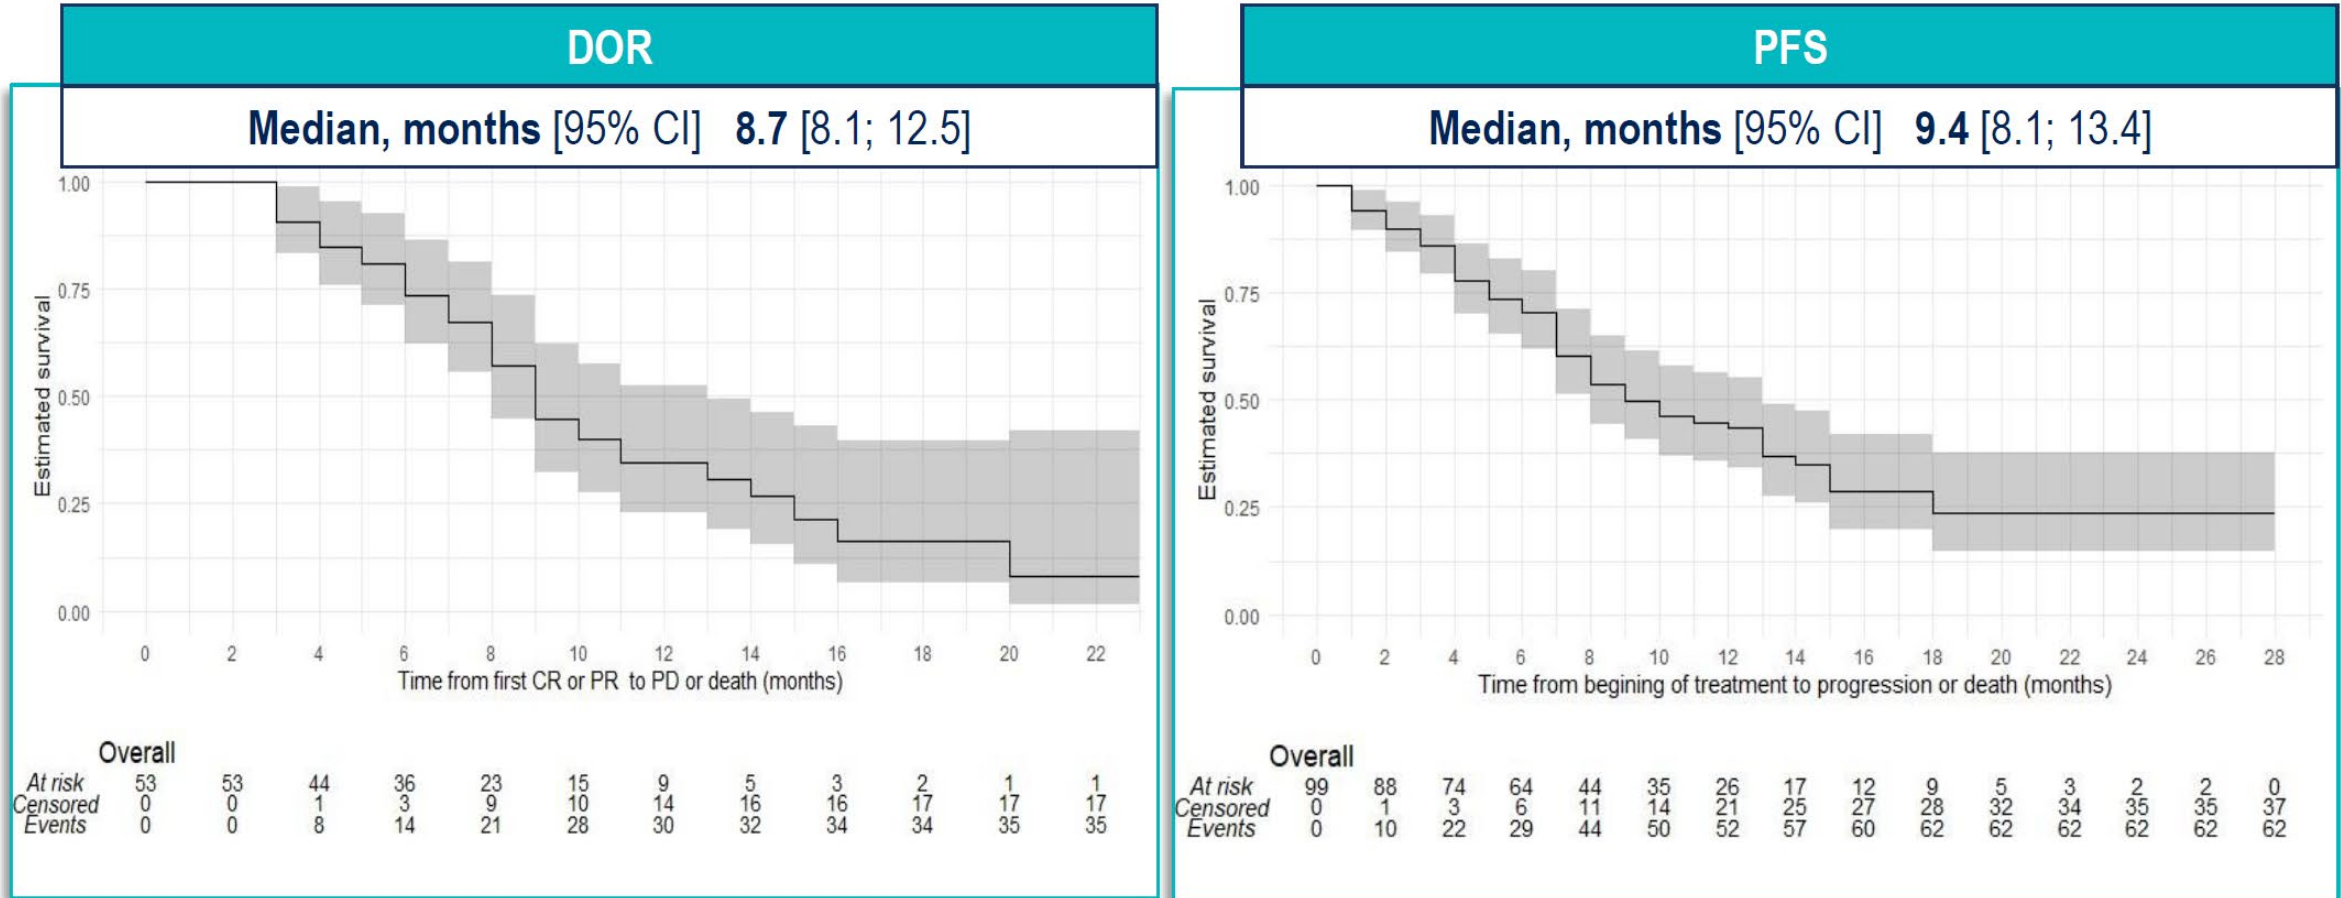 DOR
Median, months [95% CI] 8.7 [8.1; 12.5]
1.00
0.75
0.50
0.25
0.00
Estimated survival
0 2 4 6 8 10 12 14 16 18 20 22
Time from first CR or PR to PD or death (months)
Overall
At risk 53 53 44 36 23 15 9 5 3 2 1 1
Censored 0 0 1 3 9 10 14 16 16 17 17 17
Events 0 0 8 14 21 28 30 32 34 34 35 35
PFS
Median, months [95% CI] 9.4 [8.1; 13.4]
1.00
0.75
0.50
0.25
0.00
Estimated survival
0 2 4 6 8 10 12 14 16 18 20 22 24 26 28
Time from begining of treatment to progression or death (months)
Overall
At risk 99 88 74 64 44 35 26 17 12 9 5 3 2 2 0
Censored 0 1 3 6 11 14 21 25 27 28 32 34 35 35 37
Events 0 10 22 29 44 50 52 57 60 62 62 62 62 62 62